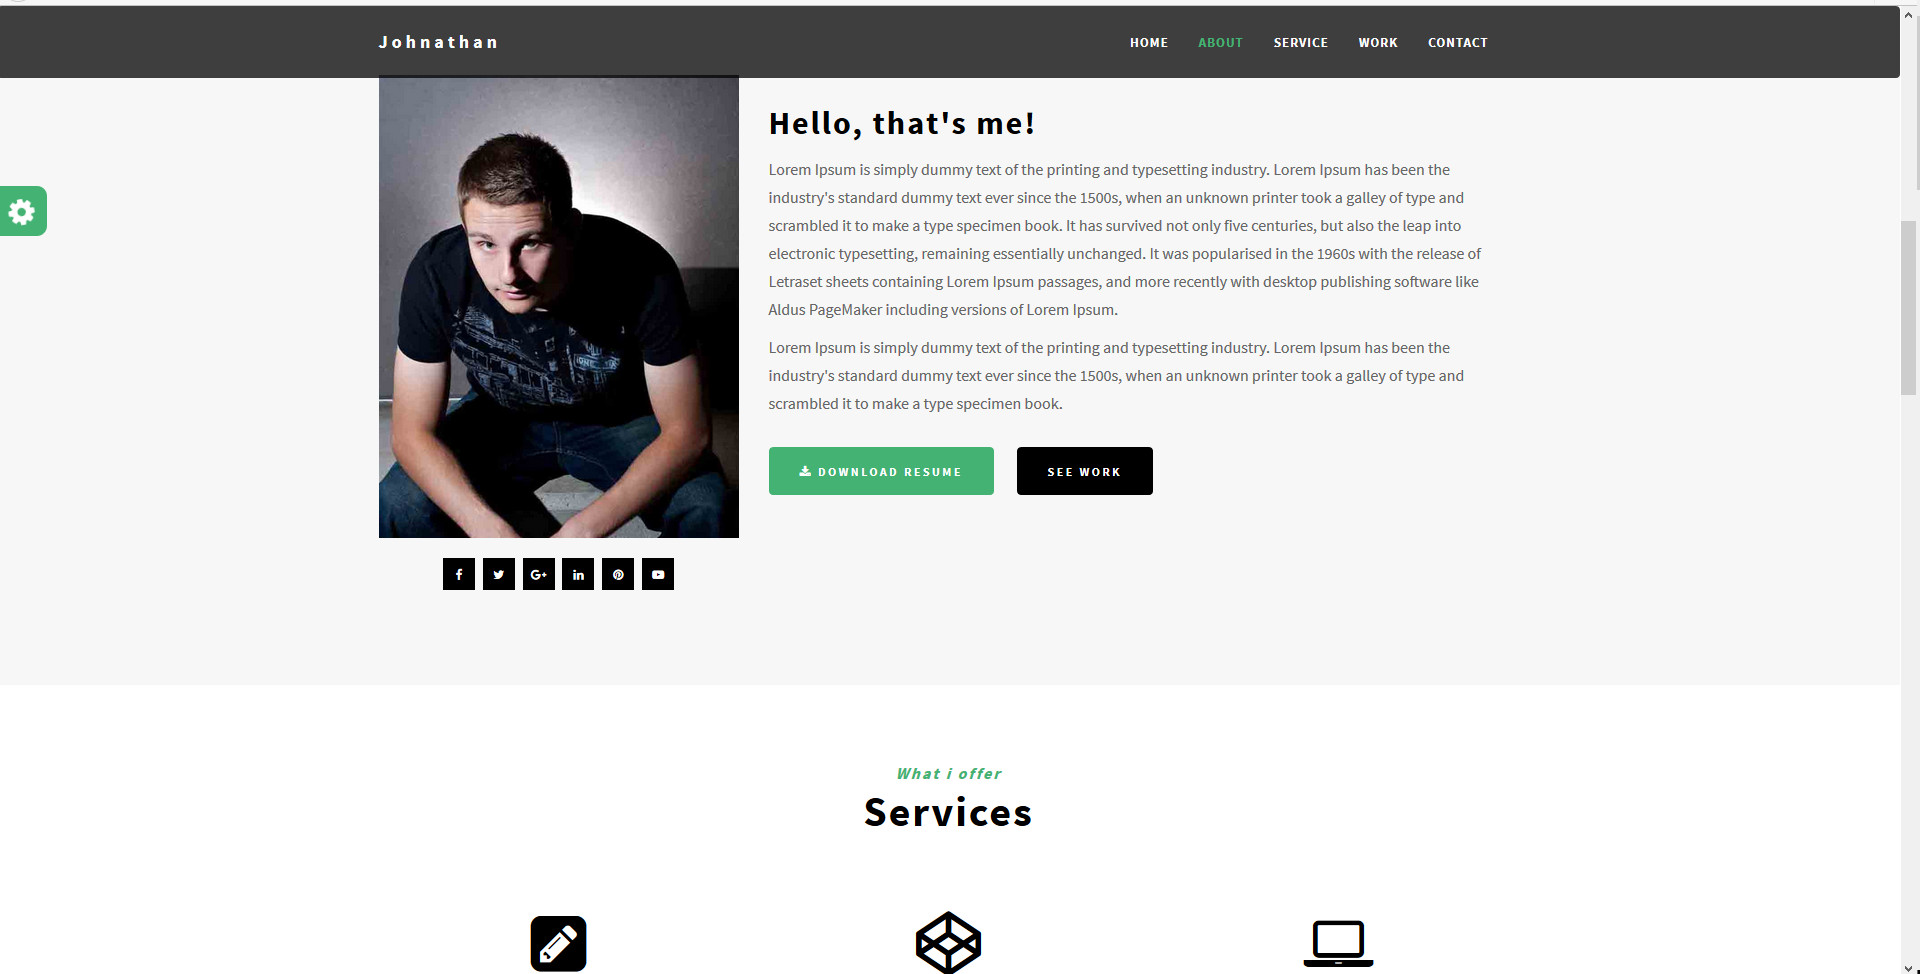 Johnathan
HOME ABOUT SERVICE WORK CONTACT
Hello, that's me!
Lorem Ipsum is simply dummy text of the printing and typesetting industry. Lorem Ipsum has been the
industry's standard dummy text ever since the 1500s, when an unknown printer took a galley of type and
scrambled it to make a type specimen book. It has survived not only five centuries, but also the leap into
electronic typesetting, remaining essentially unchanged. It was popularised in the 1960s with the release of
Letraset sheets containing Lorem Ipsum passages, and more recently with desktop publishing software like
Aldus PageMaker including versions of Lorem Ipsum.
Lorem Ipsum is simply dummy text of the printing and typesetting industry. Lorem Ipsum has been the
industry's standard dummy text ever since the 1500s, when an unknown printer took a galley of type and
scrambled it to make a type specimen book.
DOWNLOAD RESUME SEE WORK
What i offer
Services